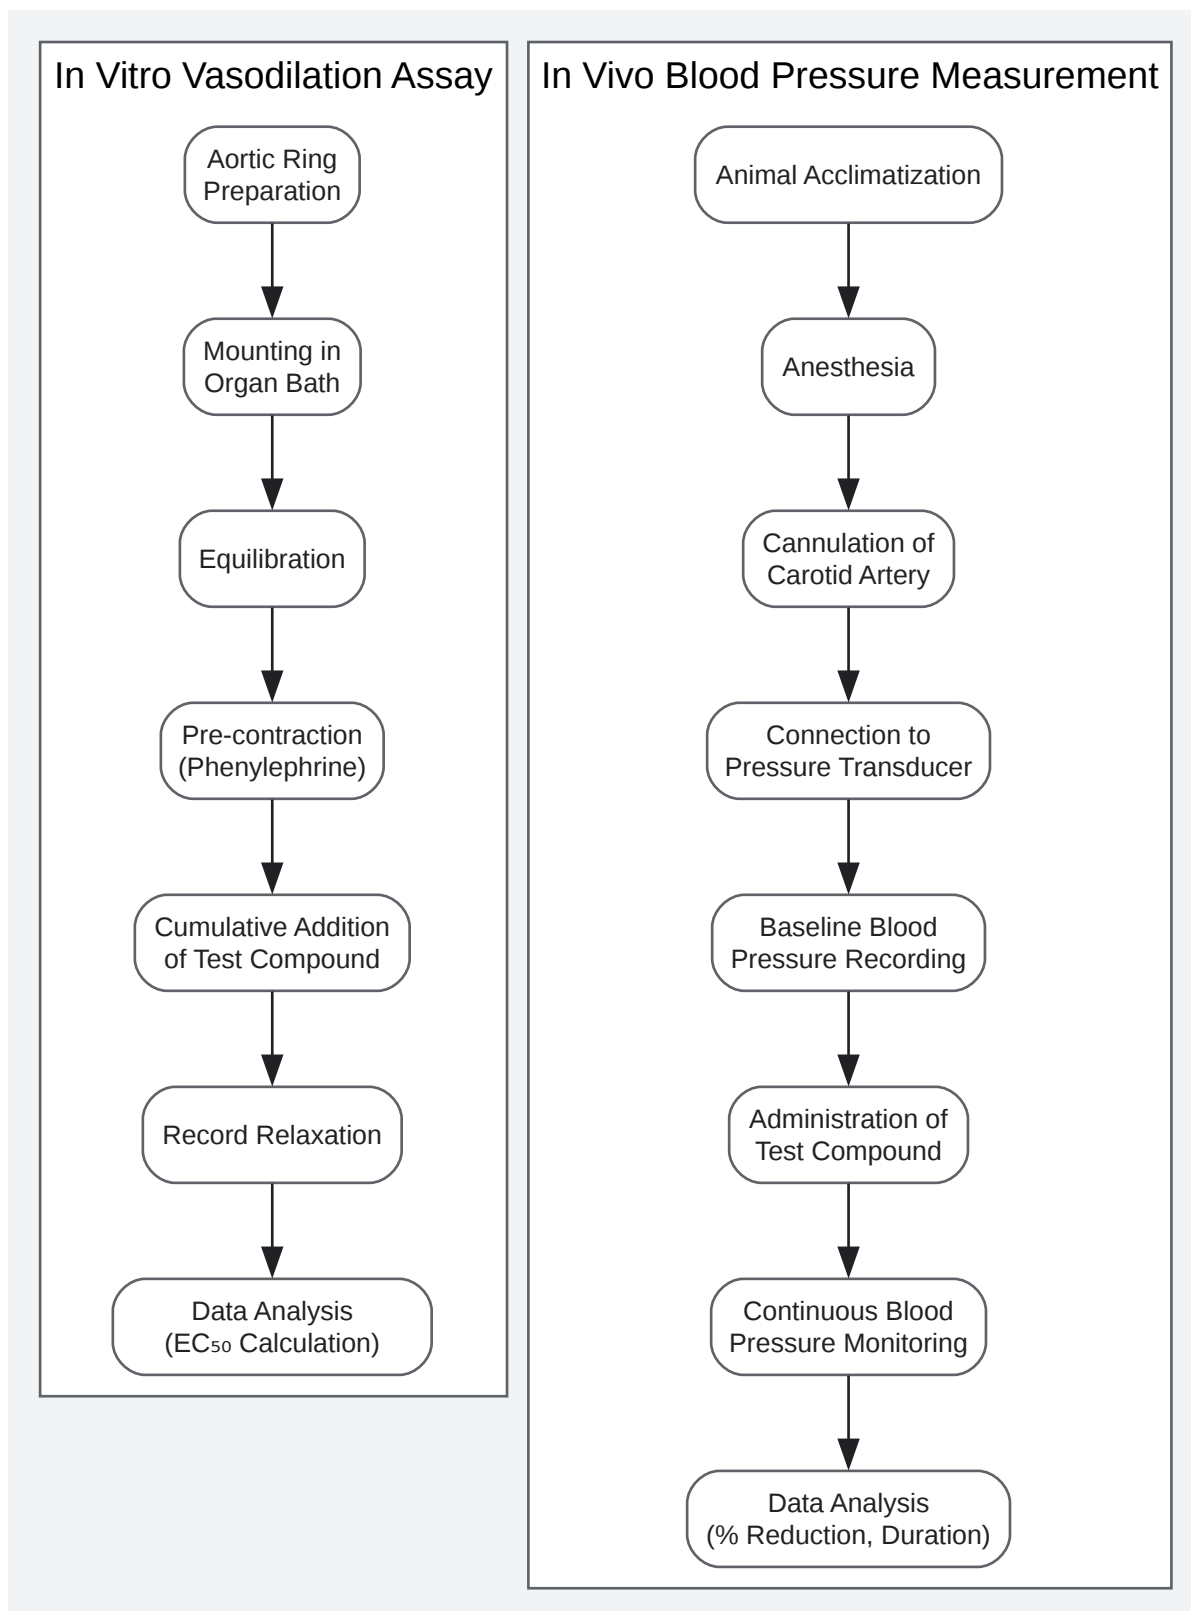 In Vitro Vasodilation Assay
Aortic Ring
Preparation
Mounting in
Organ Bath
Equilibration
Pre-contraction
(Phenylephrine)
Cumulative Addition
of Test Compound
Record Relaxation
Data Analysis
(EC₅₀ Calculation)
In Vivo Blood Pressure Measurement
Animal Acclimatization
Anesthesia
Cannulation of
Carotid Artery
Connection to
Pressure Transducer
Baseline Blood
Pressure Recording
Administration of
Test Compound
Continuous Blood
Pressure Monitoring
Data Analysis
(% Reduction, Duration)